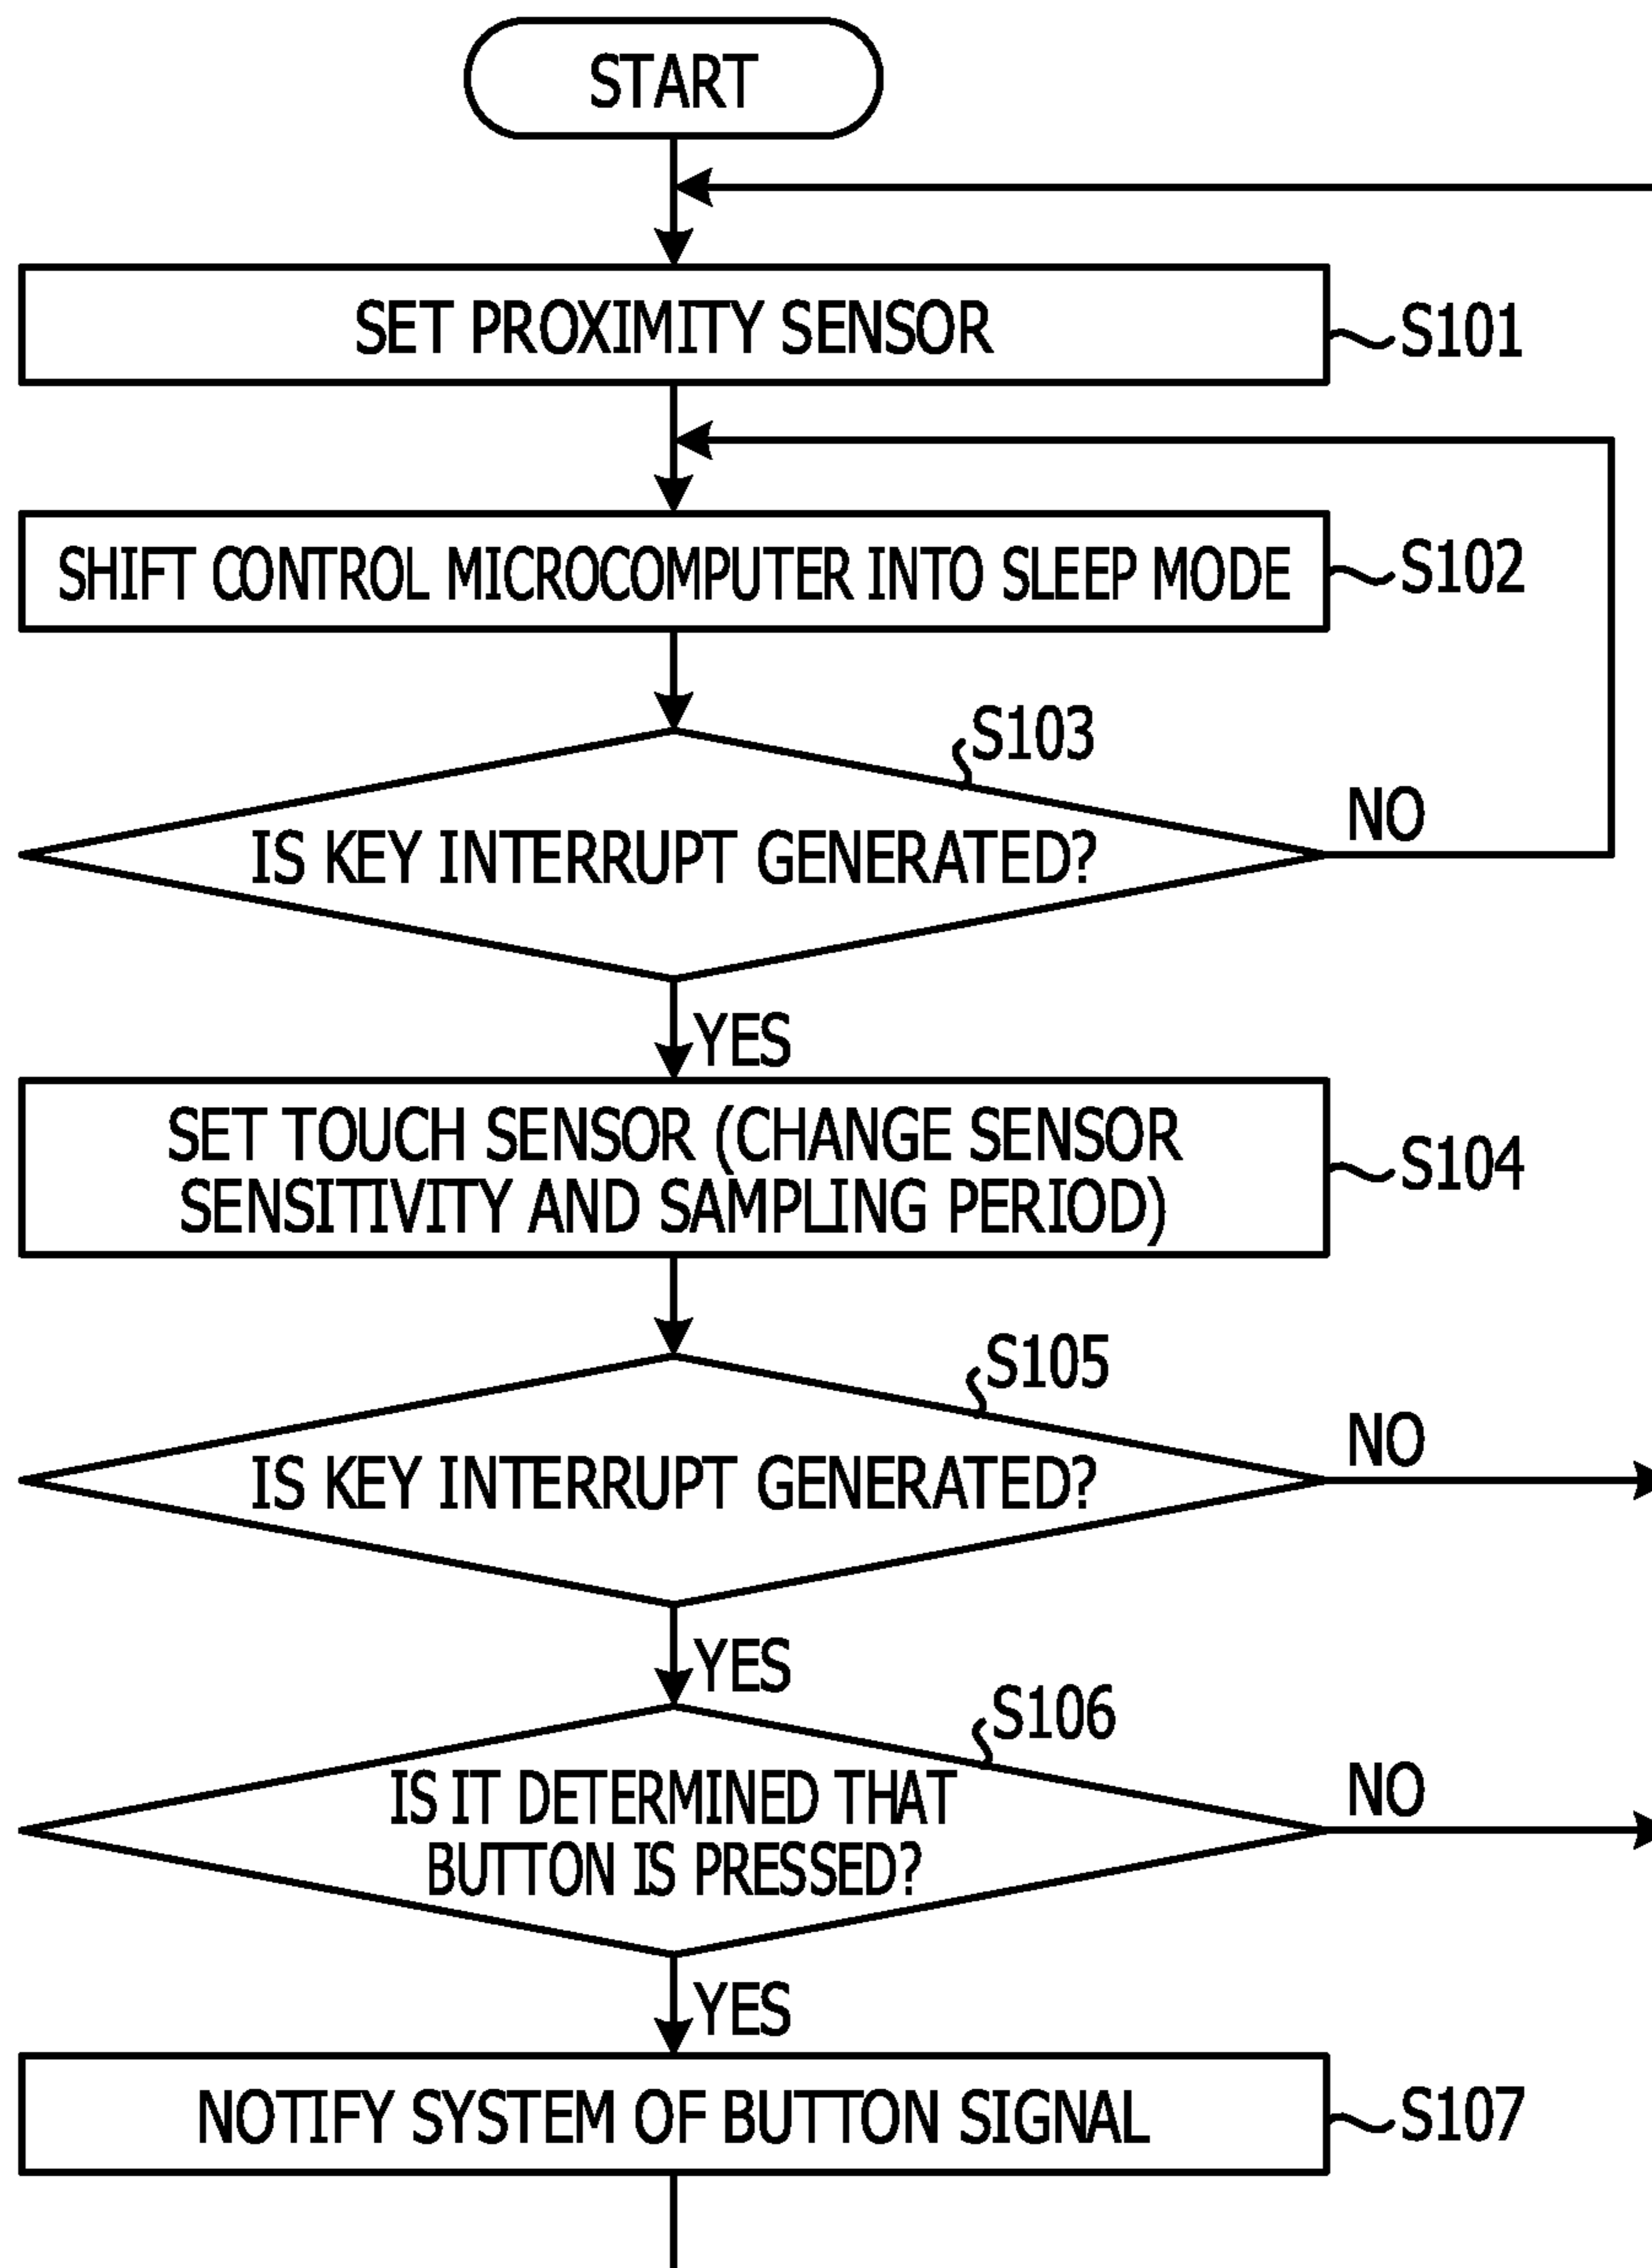 START
SET PROXIMITY SENSOR
S101
SHIFT CONTROL MICROCOMPUTER INTO SLEEP MODE
S102
S103
IS KEY INTERRUPT GENERATED?
NO
YES
SET TOUCH SENSOR (CHANGE SENSOR
SENSITIVITY AND SAMPLING PERIOD)
S104
S105
IS KEY INTERRUPT GENERATED?
NO
YES
S106
IS IT DETERMINED THAT
BUTTON IS PRESSED?
NO
YES
NOTIFY SYSTEM OF BUTTON SIGNAL
S107